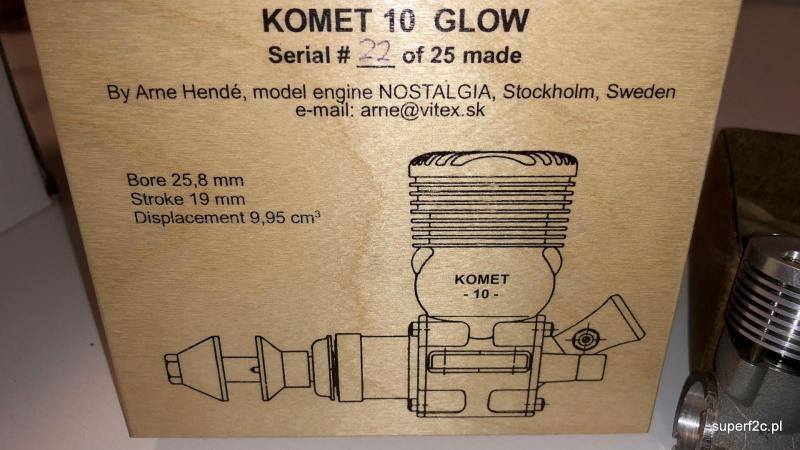 KOMET 10 GLOW
Serial # 22 of 25 made
By Arne Hendé, model engine NOSTALGIA, Stockholm, Sweden
e-mail: arne@vitex.sk
Bore 25,8 mm
Stroke 19 mm
Displacement 9,95 cm³
KOMET
- 10 -
superf2c.pl